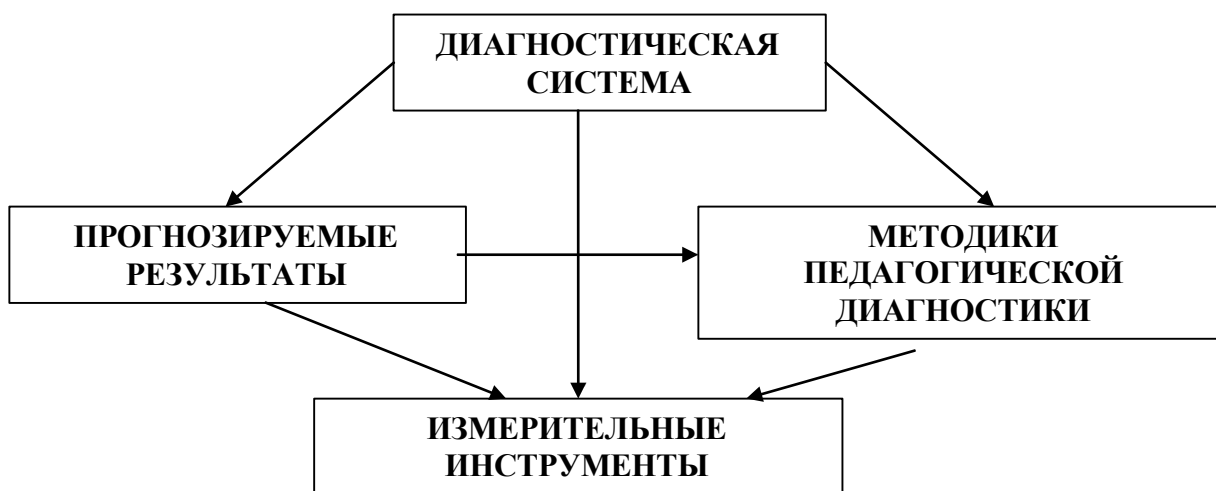 ДИАГНОСТИЧЕСКАЯ
СИСТЕМА
ПРОГНОЗИРУЕМЫЕ
РЕЗУЛЬТАТЫ
МЕТОДИКИ
ПЕДАГОГИЧЕСКОЙ
ДИАГНОСТИКИ
ИЗМЕРИТЕЛЬНЫЕ
ИНСТРУМЕНТЫ